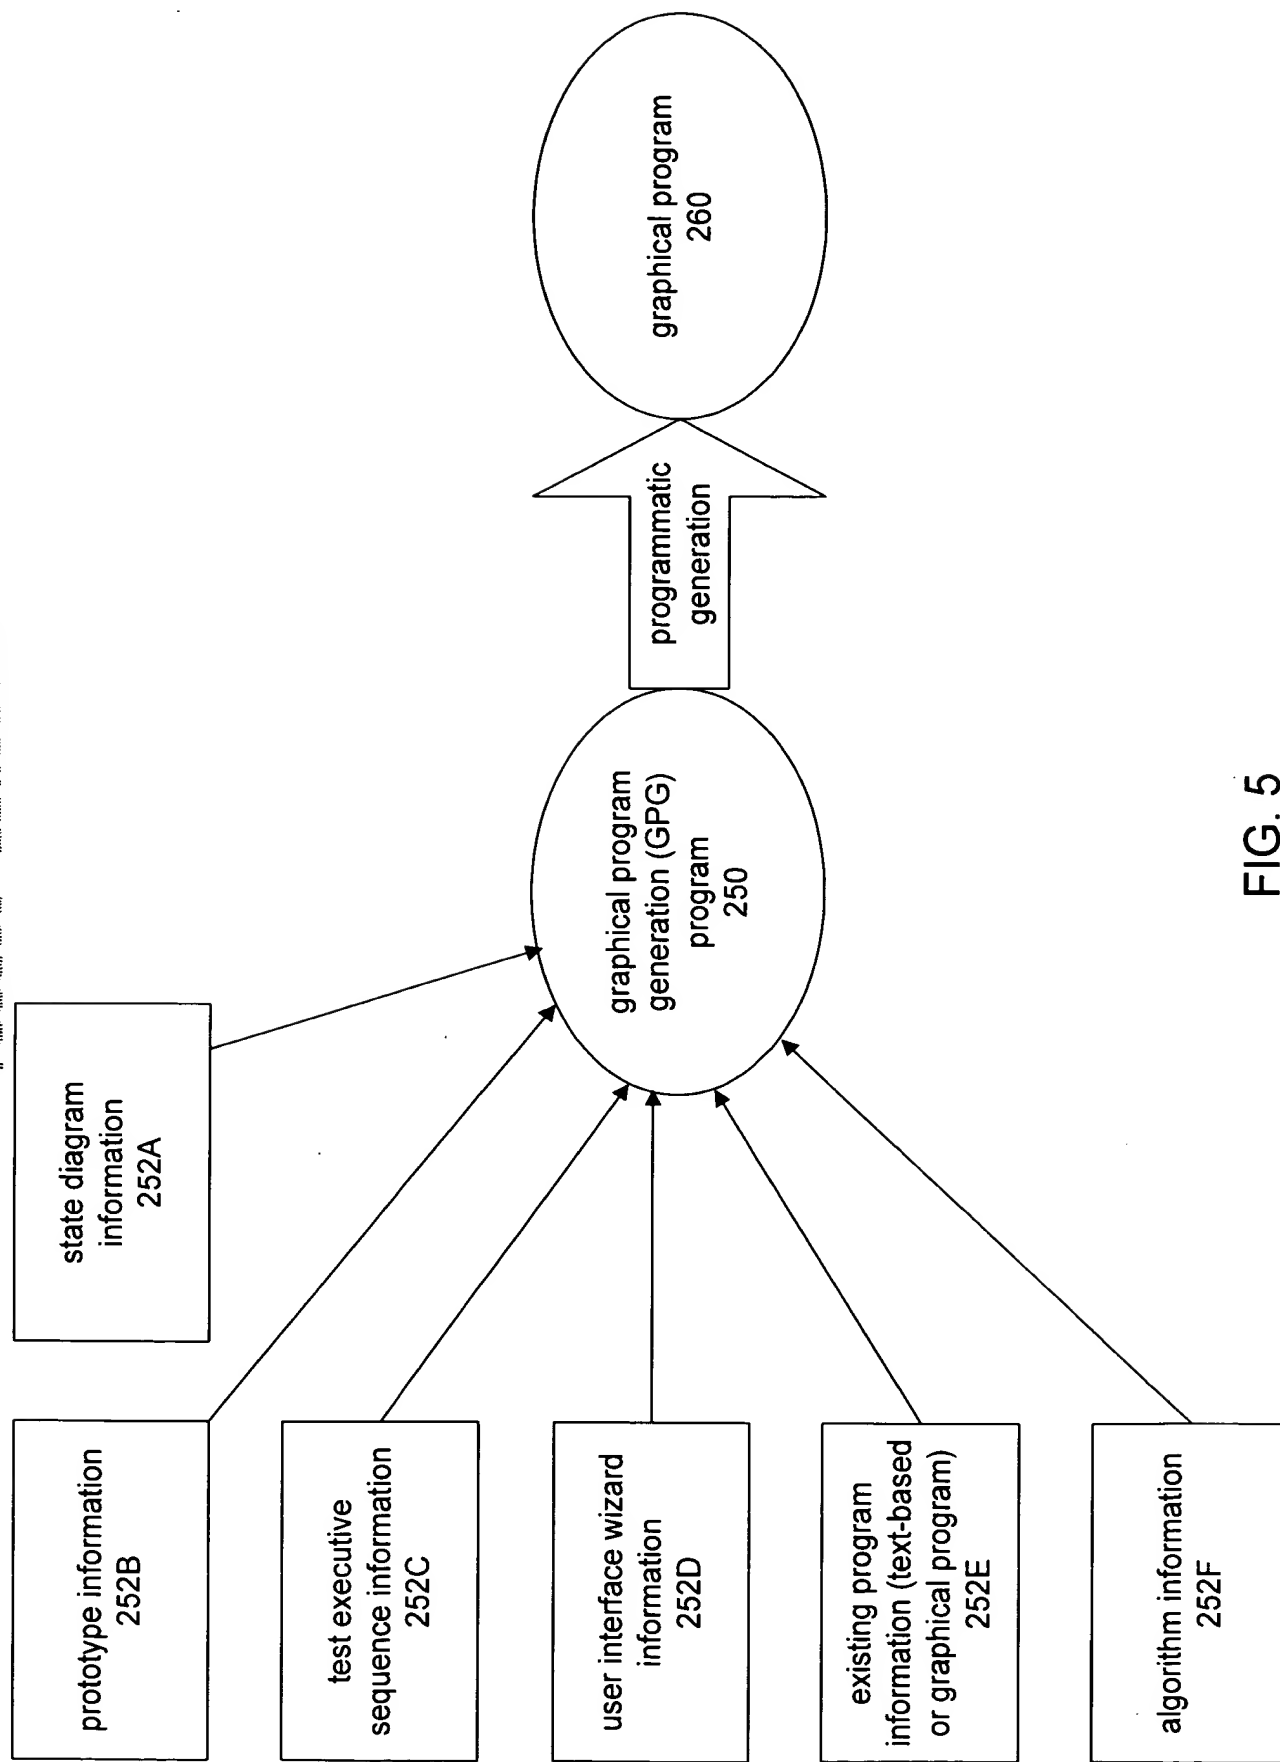 state diagram
information
252A
prototype information
252B
test executive
sequence information
252C
user interface wizard
information
252D
existing program
information (text-based
or graphical program)
252E
algorithm information
252F
graphical program
generation (GPG)
program
250
programmatic
generation
graphical program
260
FIG. 5